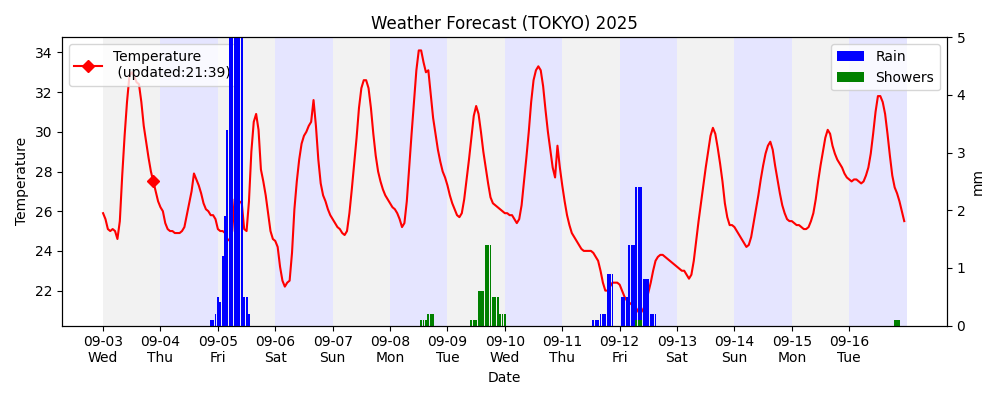 Weather Forecast (TOKYO) 2025
Temperature
(updated:21:39)
Rain
Showers
Temperature
34
32
30
28
26
24
22
5
4
3
2
1
0
mm
09-03 09-04 09-05 09-06 09-07 09-08 09-09 09-10 09-11 09-12 09-13 09-14 09-15 09-16
Wed Thu Fri Sat Sun Mon Tue Wed Thu Fri Sat Sun Mon Tue
Date